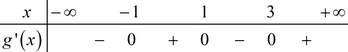 x −∞ −1 1 3 +∞
g'(x) − 0 + 0 − 0 +